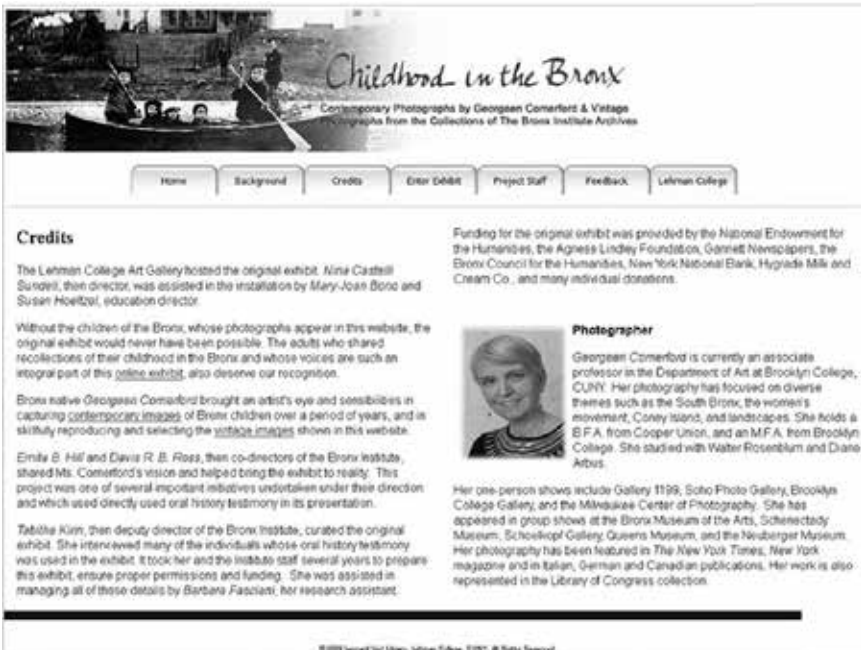 Childhood in the Bronx
Contemporary Photographs by Georgeen Comerford & Vintage
Photographs from the Collections of The Bronx Institute Archives
Home
Background
Credits
Enter Exhibit
Project Staff
Feedback
Lehman College
Credits
The Lehman College Art Gallery hosted the original exhibit. Nina Castelli
Sundell, then director, was assisted in the installation by Mary-Joan Bono and
Susan Hoeltzel, education director.
Without the children of the Bronx, whose photographs appear in this website, the
original exhibit would never have been possible. The adults who shared
recollections of their childhood in the Bronx and whose voices are such an
integral part of this online exhibit, also deserve our recognition.
Bronx native Georgeen Comerford brought an artist's eye and sensibilities in
capturing contemporary images of Bronx children over a period of years, and in
skillfully reproducing and selecting the vintage images shown in this website.
Emita B. Hill and Davis R. B. Ross, then co-directors of the Bronx Institute,
shared Ms. Comerford's vision and helped bring the exhibit to reality. This
project was one of several important initiatives undertaken under their direction
and which used directly used oral history testimony in its presentation.
Tabitha Kirin, then deputy director of the Bronx Institute, curated the original
exhibit. She interviewed many of the individuals whose oral history testimony
was used in the exhibit. It took her and the Institute staff several years to prepare
this exhibit, ensure proper permissions and funding. She was assisted in
managing all of those details by Barbara Fasciani, her research assistant.
Funding for the original exhibit was provided by the National Endowment for
the Humanities, the Agness Lindley Foundation, Gannett Newspapers, the
Bronx Council for the Humanities, New York National Bank, Hygrade Milk and
Cream Co., and many individual donations.
Photographer
Georgeen Comerford is currently an associate
professor in the Department of Art at Brooklyn College,
CUNY. Her photography has focused on diverse
themes such as the South Bronx, the women's
movement, Coney Island, and landscapes. She holds a
B.F.A. from Cooper Union, and an M.F.A. from Brooklyn
College. She studied with Walter Rosenblum and Diane
Arbus.
Her one-person shows include Gallery 1199, Soho Photo Gallery, Brooklyn
College Gallery, and the Milwaukee Center of Photography. She has
appeared in group shows at the Bronx Museum of the Arts, Schenectady
Museum, Schoelkopf Gallery, Queens Museum, and the Neuberger Museum.
Her photography has been featured in The New York Times, New York
magazine and in Italian, German and Canadian publications. Her work is also
represented in the Library of Congress collection.